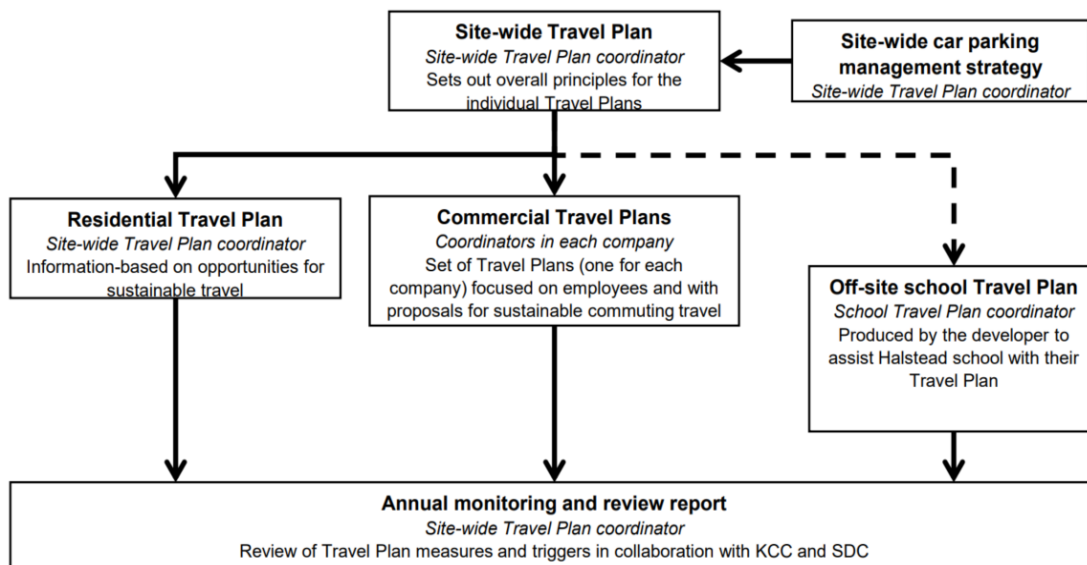 Site-wide Travel Plan
Site-wide Travel Plan coordinator
Sets out overall principles for the
individual Travel Plans
Site-wide car parking
management strategy
Site-wide Travel Plan coordinator
Residential Travel Plan
Site-wide Travel Plan coordinator
Information-based on opportunities for
sustainable travel
Commercial Travel Plans
Coordinators in each company
Set of Travel Plans (one for each
company) focused on employees and with
proposals for sustainable commuting travel
Off-site school Travel Plan
School Travel Plan coordinator
Produced by the developer to
assist Halstead school with their
Travel Plan
Annual monitoring and review report
Site-wide Travel Plan coordinator
Review of Travel Plan measures and triggers in collaboration with KCC and SDC